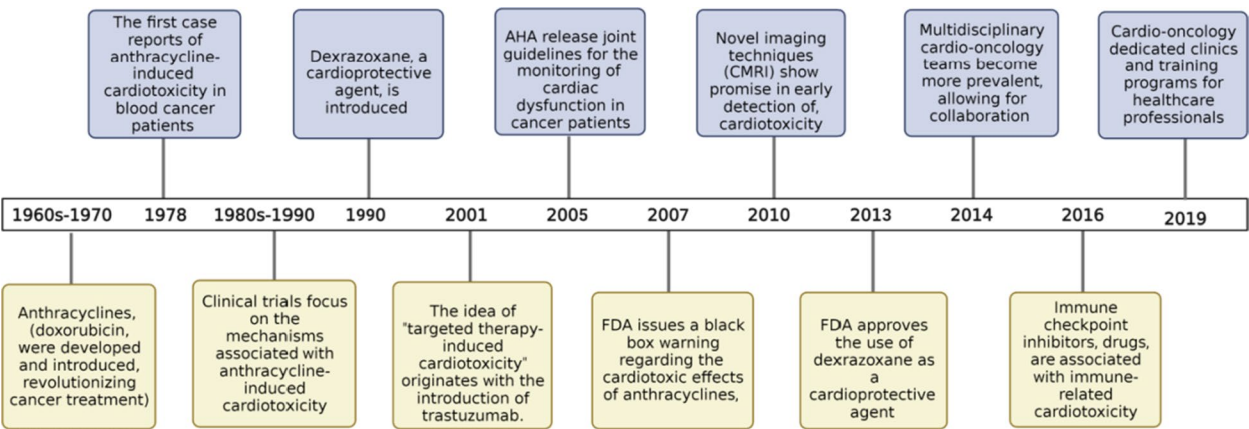 The first case
reports of
anthracycline-
induced
cardiotoxicity in
blood cancer
patients
Dexrazoxane, a
cardioprotective
agent, is
introduced
AHA release joint
guidelines for the
monitoring of
cardiac
dysfunction in
cancer patients
Novel imaging
techniques
(CMRI) show
promise in early
detection of,
cardiotoxicity
Multidisciplinary
cardio-oncology
teams become
more prevalent,
allowing for
collaboration
Cardio-oncology
dedicated clinics
and training
programs for
healthcare
professionals
1960s-1970 1978 1980s-1990 1990 2001 2005 2007 2010 2013 2014 2016 2019
Anthracyclines,
(doxorubicin,
were developed
and introduced,
revolutionizing
cancer treatment)
Clinical trials focus
on the
mechanisms
associated with
anthracycline-
induced
cardiotoxicity
The idea of
"targeted therapy-
induced
cardiotoxicity"
originates with the
introduction of
trastuzumab.
FDA issues a black
box warning
regarding the
cardiotoxic effects
of anthracyclines,
FDA approves
the use of
dexrazoxane as
a
cardioprotective
agent
Immune
checkpoint
inhibitors, drugs,
are associated
with immune-
related
cardiotoxicity